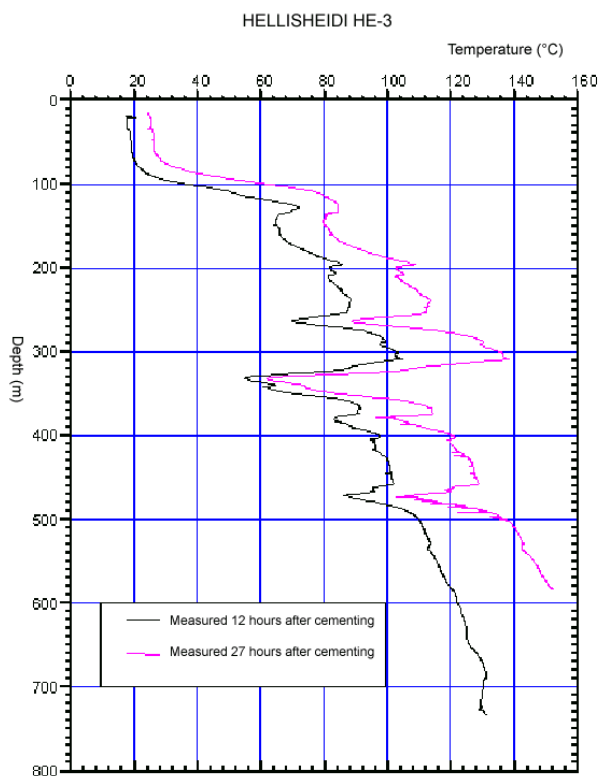 HELLISHEIDI HE-3
Temperature (°C)
0 20 40 60 80 100 120 140 160
0
100
200
300
400
500
600
700
800
Depth (m)
Measured 12 hours after cementing
Measured 27 hours after cementing